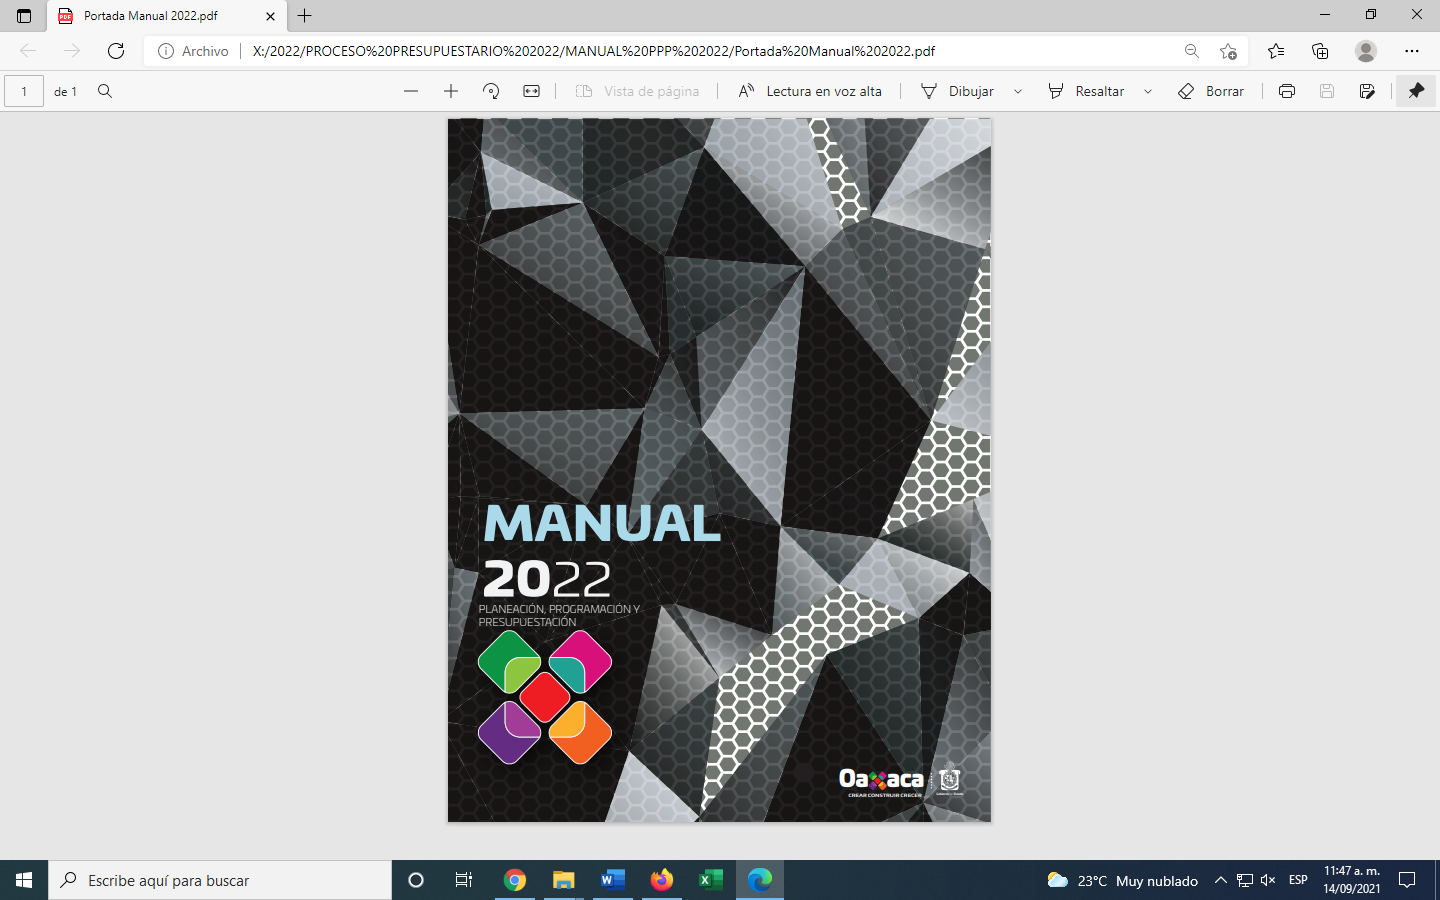 Portada Manual 2022.pdf
Archivo
X:/2022/PROCESO%20PRESUPUESTARIO%202022/MANUAL%20PPP%202022/Portada%20Manual%202022.pdf
1 de 1
Vista de página
Lectura en voz alta
Dibujar
Resaltar
Borrar
MANUAL
2022
PLANEACIÓN, PROGRAMACIÓN Y
PRESUPUESTACIÓN
Oaxaca
CREAR CONSTRUIR CRECER
Escribe aquí para buscar
23°C Muy nublado
ESP
11:47 a. m.
14/09/2021